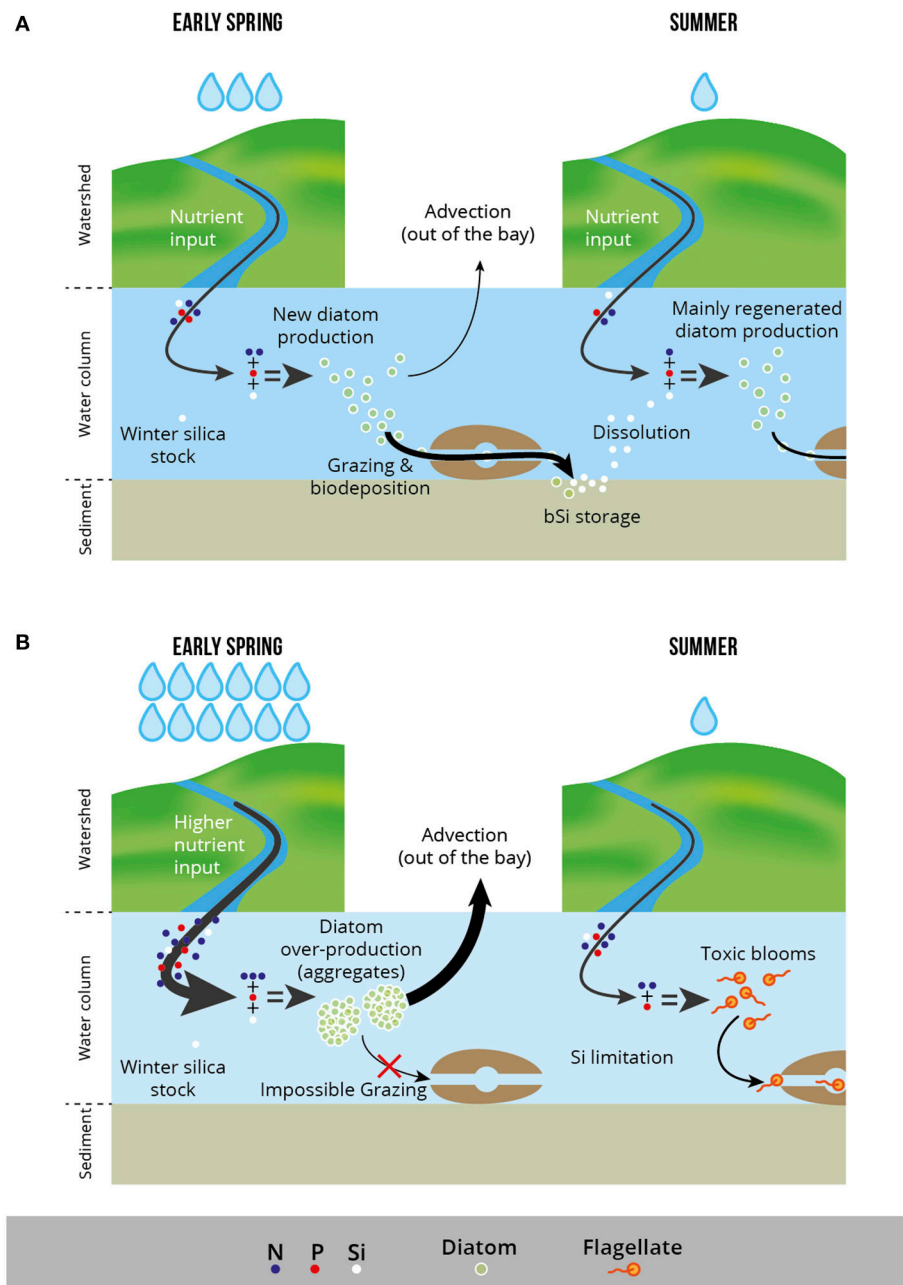 A
EARLY SPRING
SUMMER
Watershed
Nutrient
input
Advection
(out of the bay)
Nutrient
input
Water column
New diatom
production
Mainly regenerated
diatom production
+
+
=
+
+
=
Winter silica
stock
Grazing &
biodeposition
Dissolution
Sediment
bSi storage
B
EARLY SPRING
SUMMER
Watershed
Higher
nutrient
input
Advection
(out of the bay)
Water column
Diatom
over-production
(aggregates)
Toxic blooms
+
+
=
+
=
Winter silica
stock
Impossible Grazing
Si limitation
Sediment
N P Si Diatom Flagellate